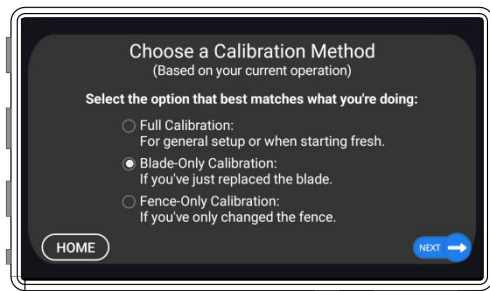 Choose a Calibration Method
(Based on your current operation)
Select the option that best matches what you're doing:
Full Calibration:
For general setup or when starting fresh.
Blade-Only Calibration:
If you've just replaced the blade.
Fence-Only Calibration:
If you've only changed the fence.
HOME
NEXT